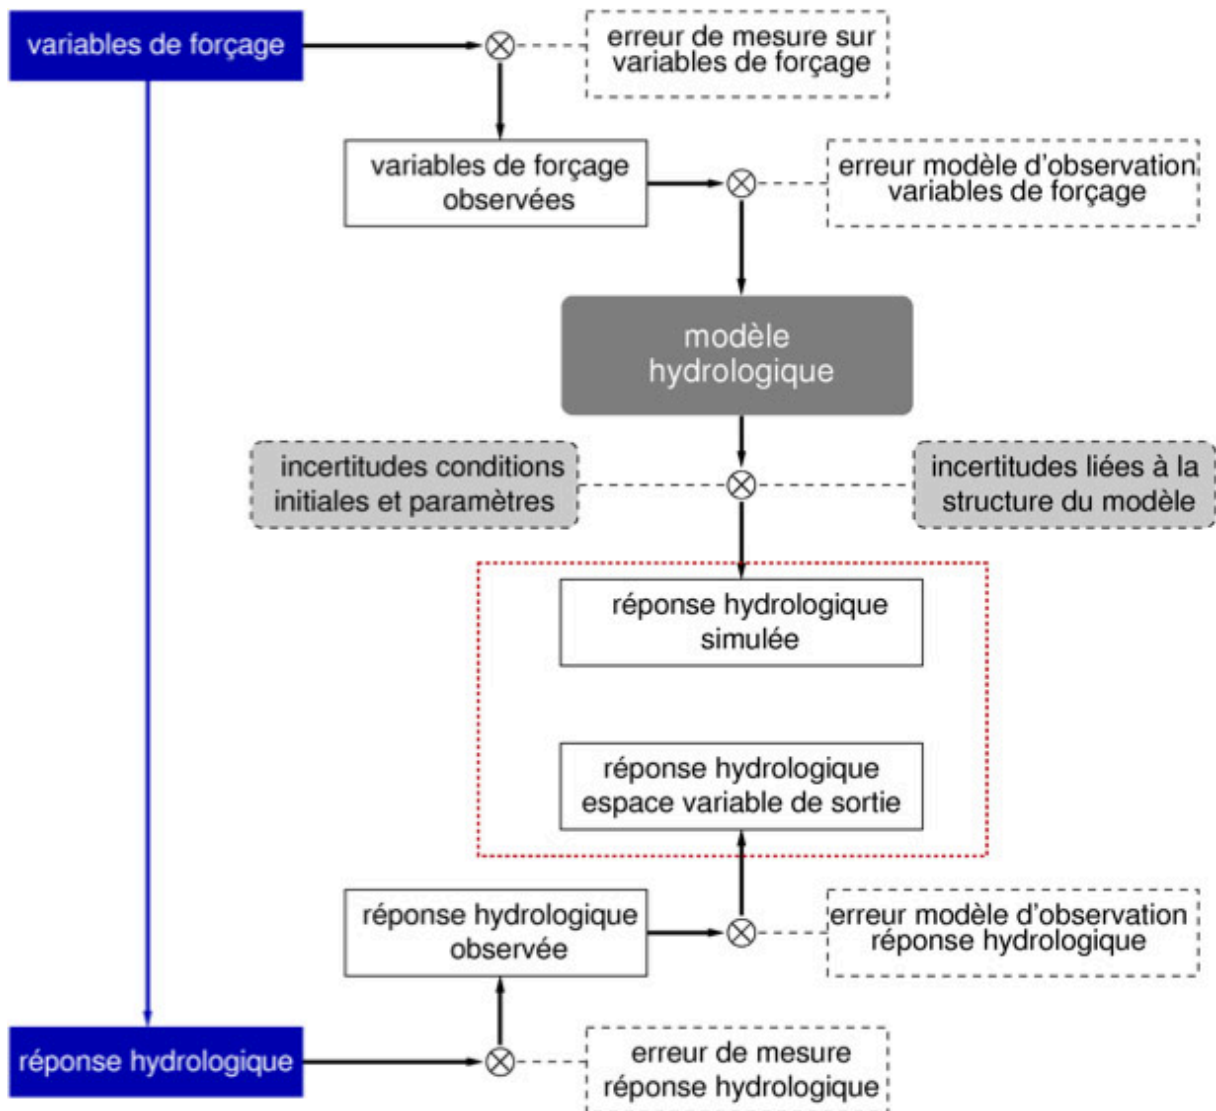 variables de forçage
erreur de mesure sur
variables de forçage
variables de forçage
observées
erreur modèle d'observation
variables de forçage
modèle
hydrologique
incertitudes conditions
initiales et paramètres
incertitudes liées à la
structure du modèle
réponse hydrologique
simulée
réponse hydrologique
espace variable de sortie
réponse hydrologique
observée
erreur modèle d'observation
réponse hydrologique
réponse hydrologique
erreur de mesure
réponse hydrologique